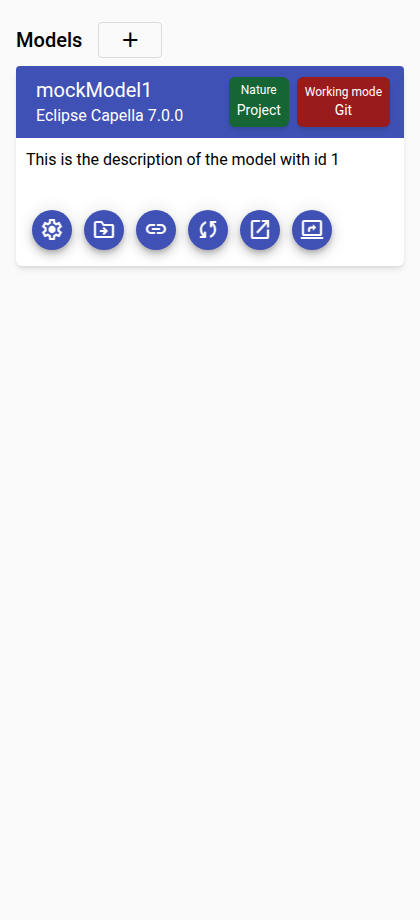 Models
mockModel1
Eclipse Capella 7.0.0
Nature
Project
Working mode
Git
This is the description of the model with id 1